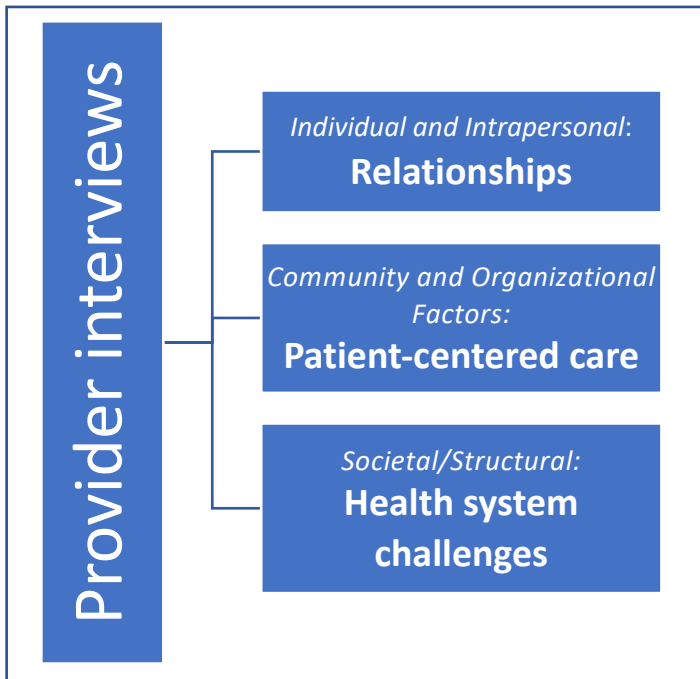 Provider interviews
Individual and Intrapersonal:
Relationships
Community and Organizational
Factors:
Patient-centered care
Societal/Structural:
Health system
challenges